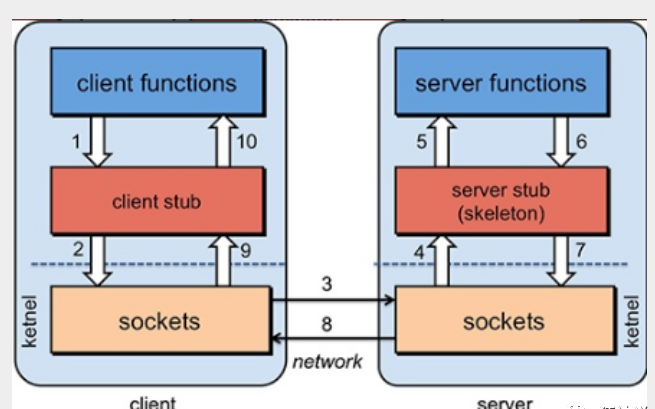 client functions
server functions
1
10
5
6
client stub
server stub
(skeleton)
2
9
4
7
ketnel
sockets
3
8
network
sockets
ketnel
client
server